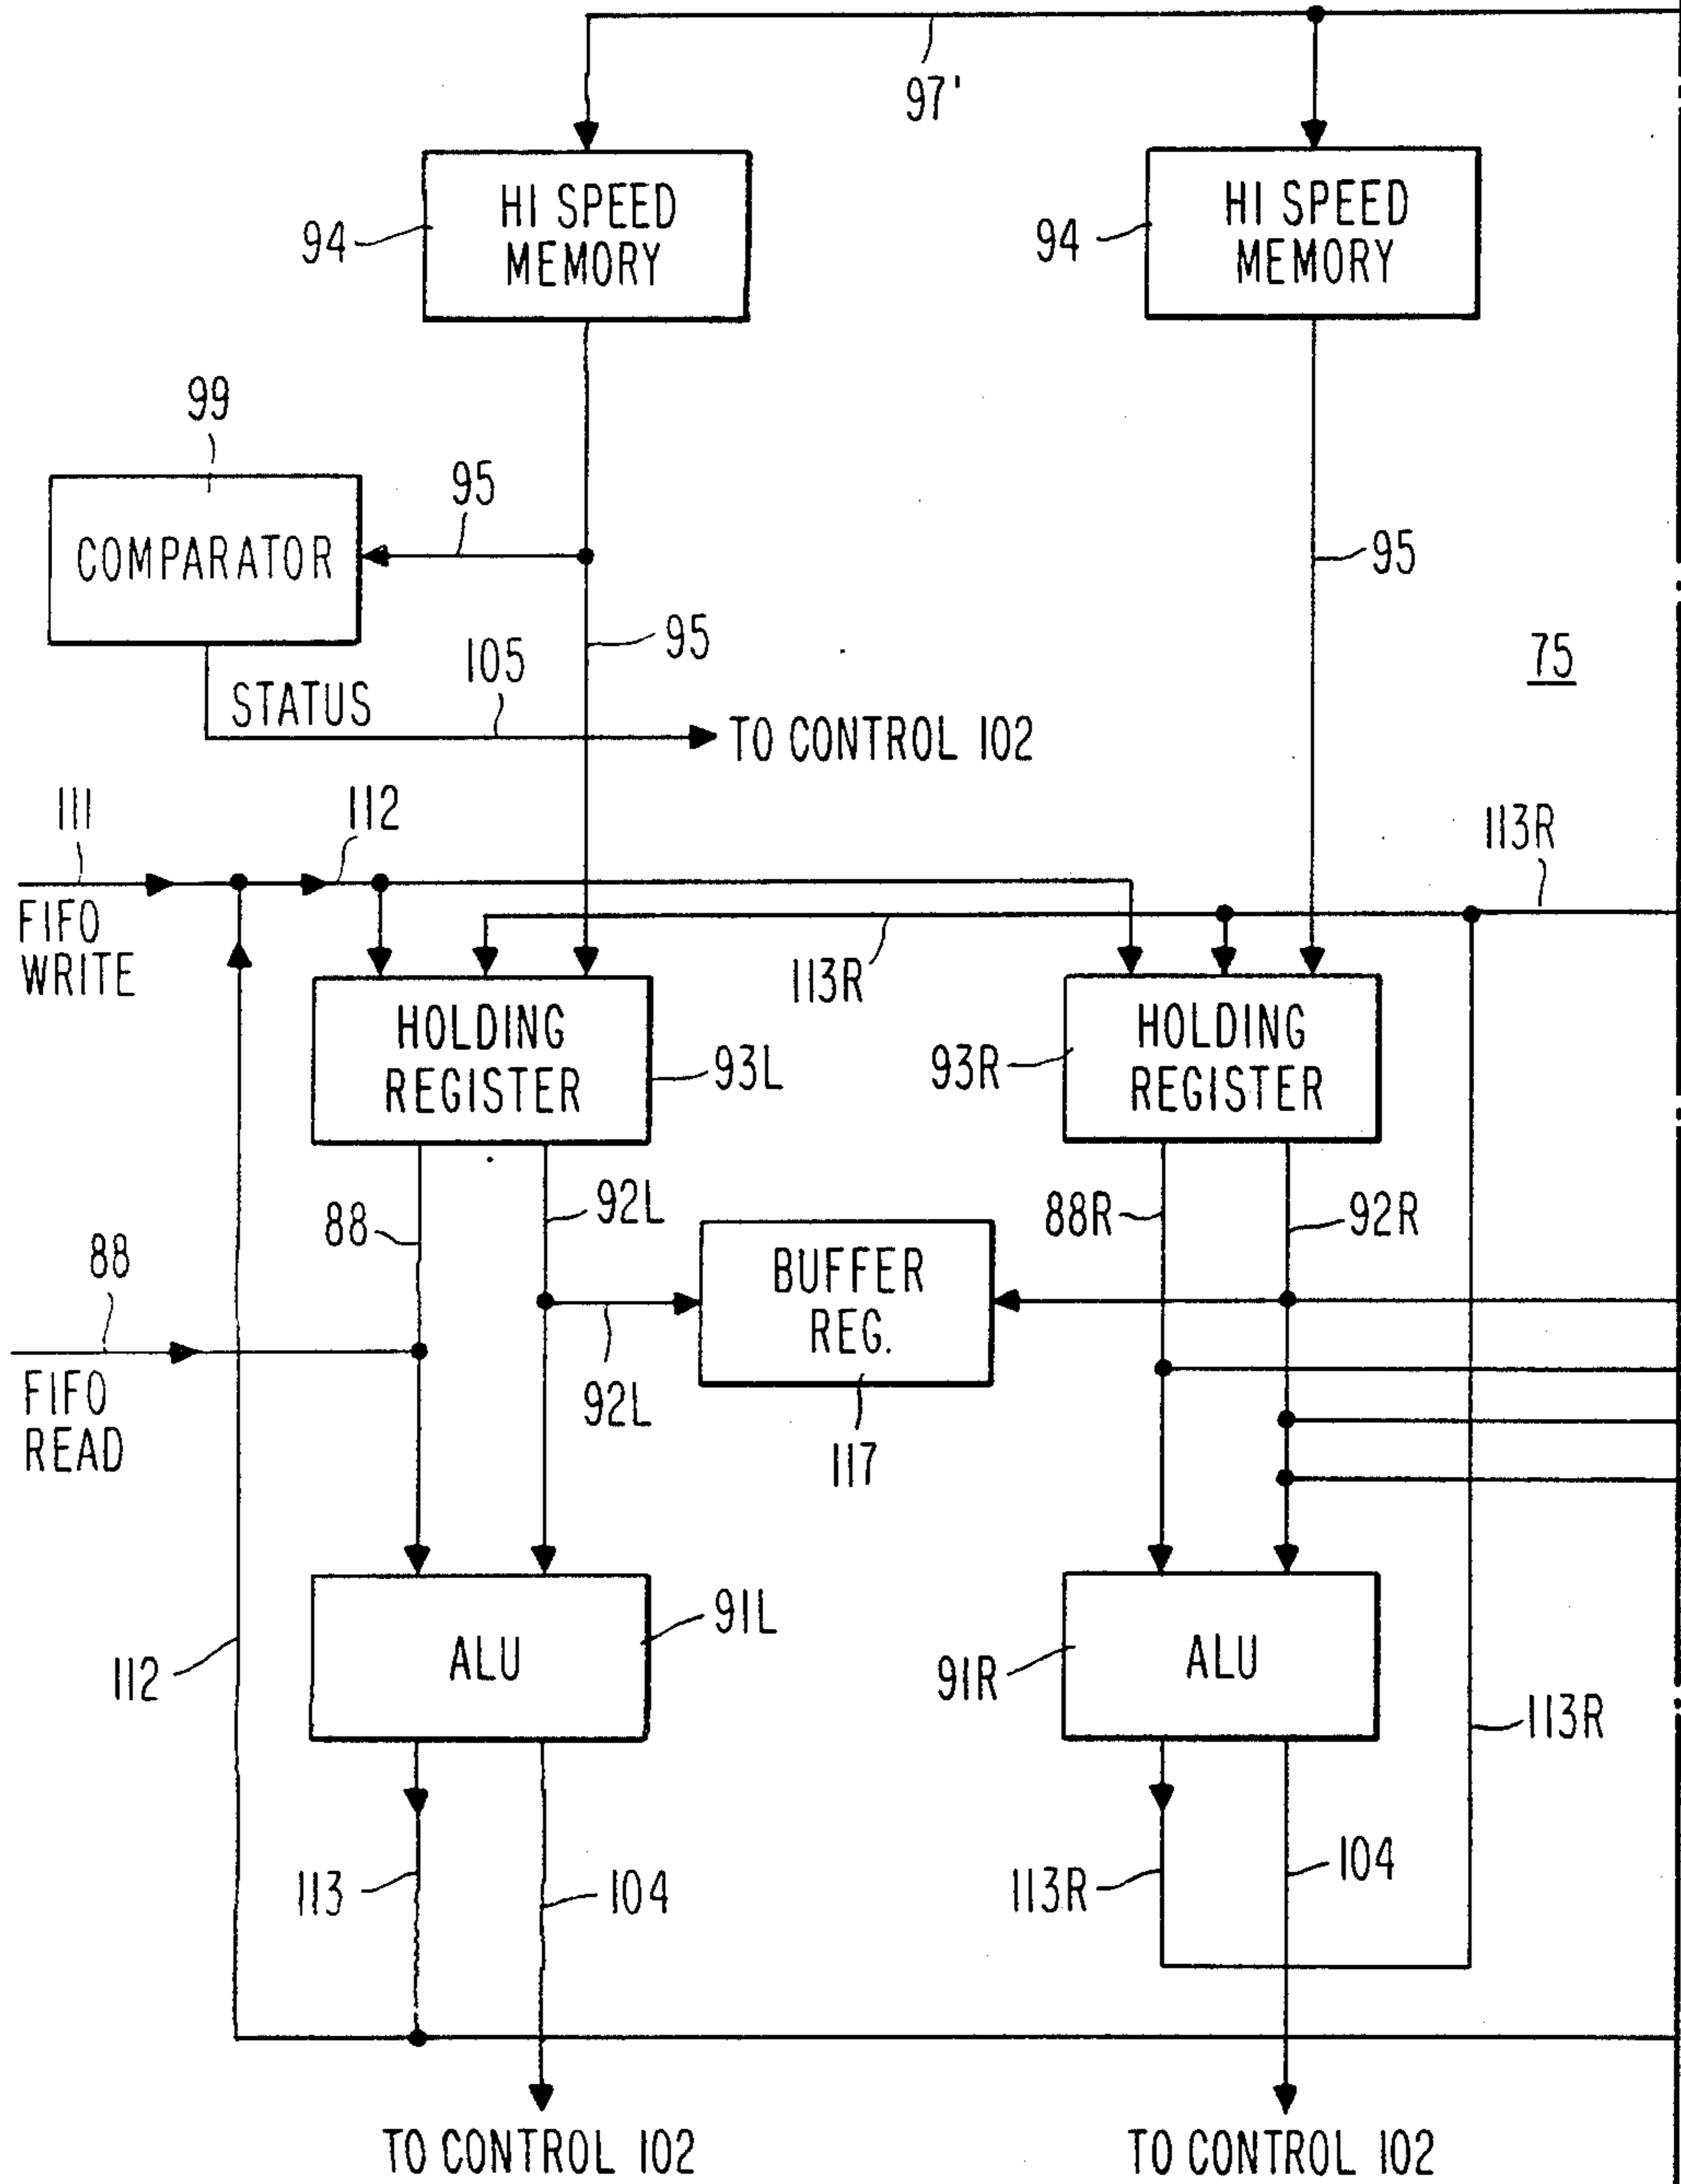 97'
HI SPEED
MEMORY
94
HI SPEED
MEMORY
94
99
COMPARATOR
95
95
95
75
105
STATUS
TO CONTROL 102
111
112
113R
FIFO
WRITE
113R
HOLDING
REGISTER
93L
HOLDING
REGISTER
93R
88
92L
88R
92R
88
BUFFER
REG.
FIFO
READ
92L
117
ALU
91L
ALU
91R
112
113R
113
104
113R
104
TO CONTROL 102
TO CONTROL 102